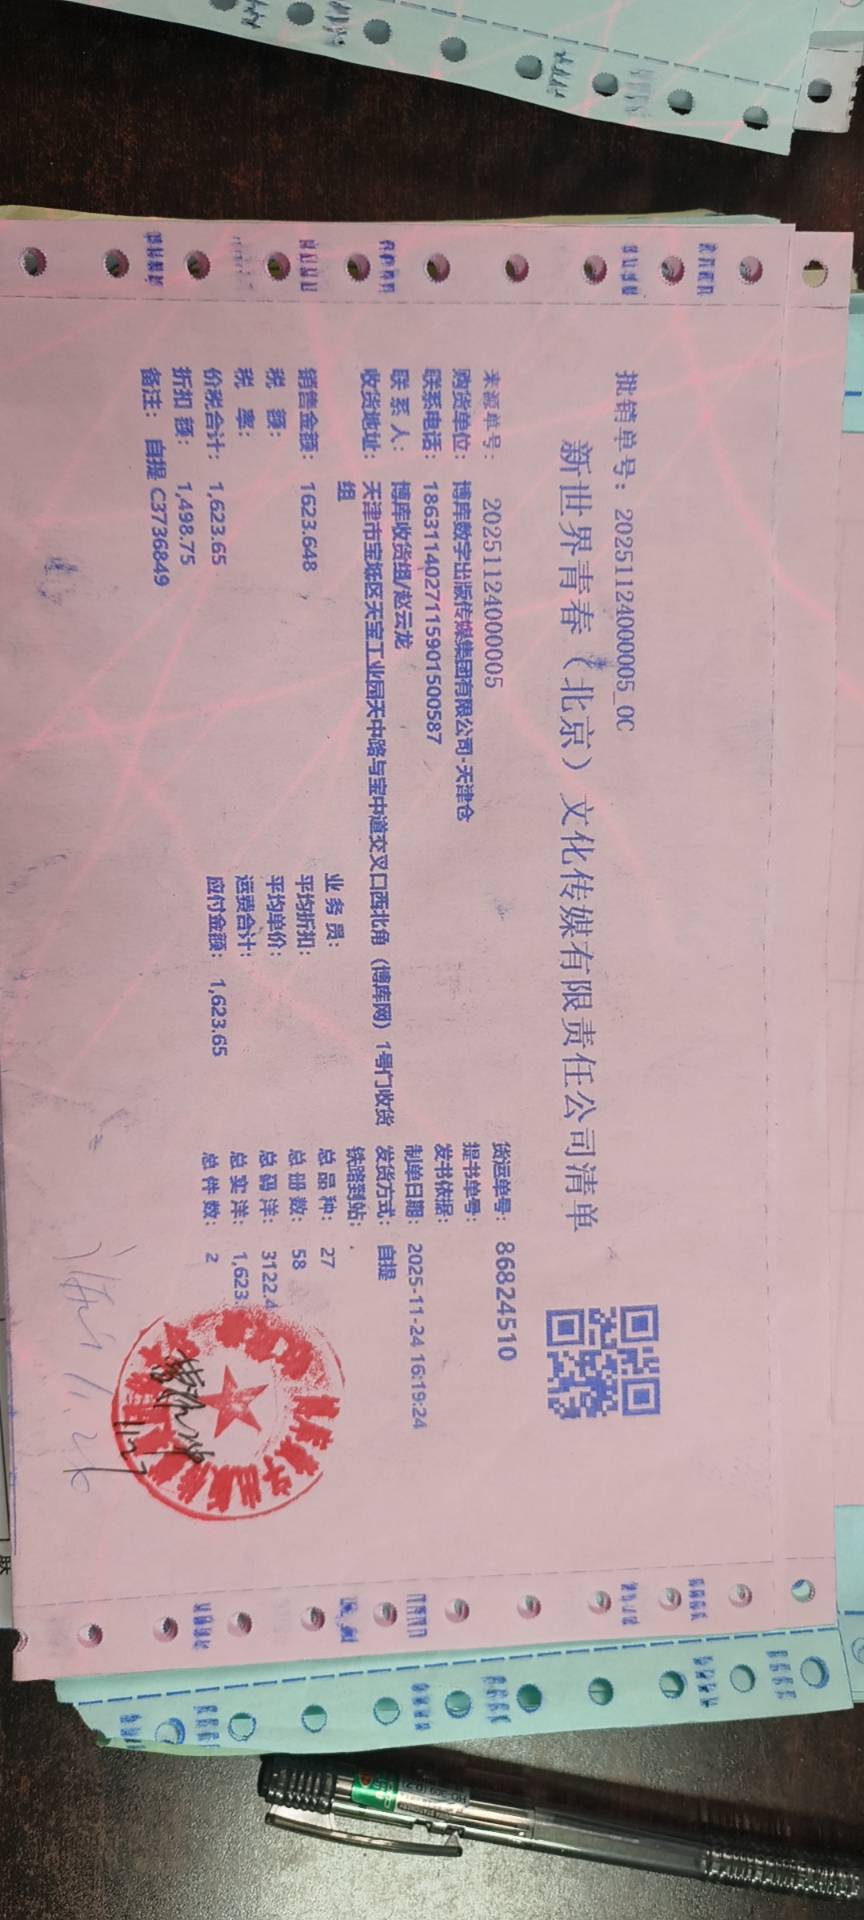 批销单号：20251124000005_0C
新世界青春（北京）文化传媒有限责任公司清单
来源单号：20251124000005
货运单号：86824510
购货单位：博库数字出版传媒集团有限公司-天津仓
提书单号：
联系电话：18631140271 15901500587
发书依据：
联 系 人：博库收货组/赵云龙
制单日期：2025-11-24 16:19:24
收货地址：天津市宝坻区天宝工业园天中路与宝中道交叉口西北角（博库网）1号门收货
组
发货方式：自提
铁路到站：
销售金额：1623.648
业 务 员：
总 品 种：27
税 额：
平均折扣：
总 册 数：58
税 率：
平均单价：
总 码 洋：3122.4
价税合计：1,623.65
运费合计：
总 实 洋：1,623.
折扣 额：1,498.75
应付金额：1,623.65
总 件 数：2
备注：自提 C3736849
11.26
11.27